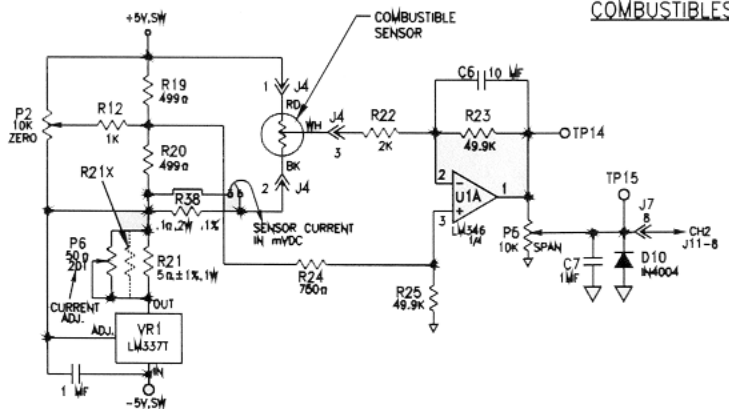 COMBUSTIBLES
+5V,SW
COMBUSTIBLE
SENSOR
C6 10 MF
1 J4
RD
R19
499Ω
P2
10K
ZERO
R12
1K
R22
2K
J4
WH
3
R23
49.9K
TP14
R20
499Ω
BK
2 J4
R21X
R38
.1Ω,2W .1%
SENSOR CURRENT
IN mVDC
2 -
U1A
1
3 +
LM346
1/4
TP15
J7
8
CH2
J11-8
P5
10K
SPAN
P6
50Ω
20T
CURRENT
ADJ.
R21
5Ω,±1%,1W
R24
750Ω
R25
49.9K
C7
1MF
D10
IN4004
OUT
ADJ.
VR1
LM337T
IN
1 MF
-5V,SW